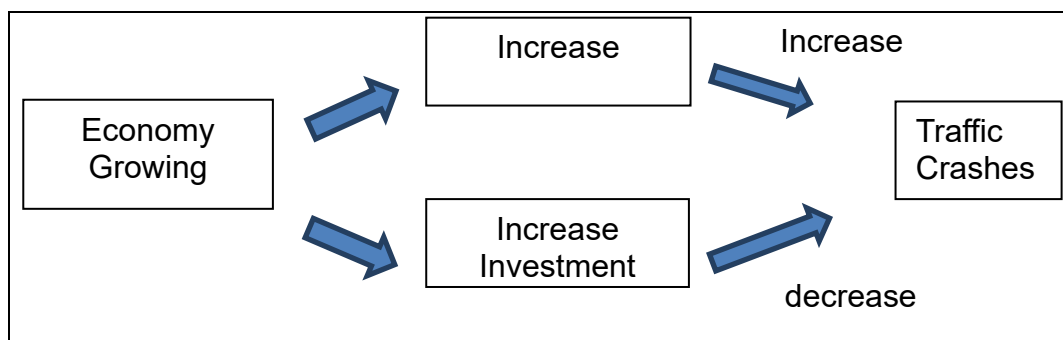 Economy
Growing
Increase
Increase
Increase
Investment
decrease
Traffic
Crashes